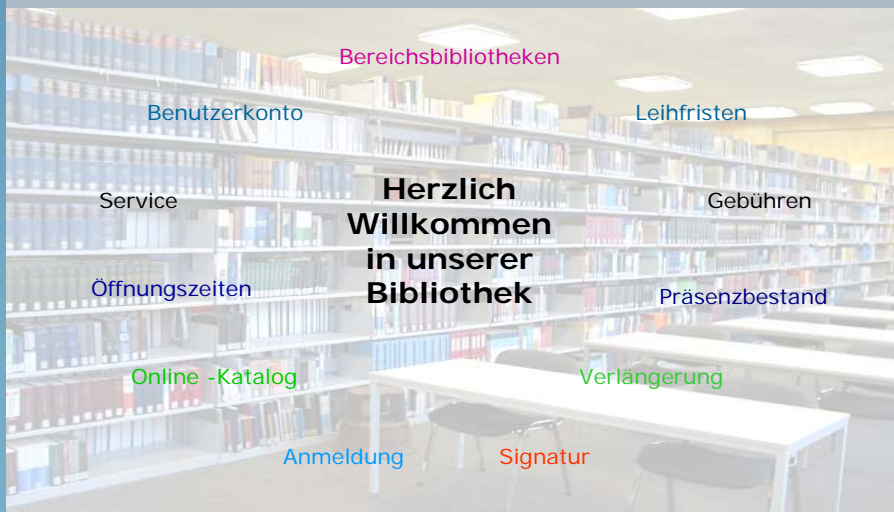 Bereichsbibliotheken
Benutzerkonto
Leihfristen
Service
Gebühren
Herzlich
Willkommen
in unserer
Bibliothek
Öffnungszeiten
Präsenzbestand
Online -Katalog
Verlängerung
Anmeldung
Signatur